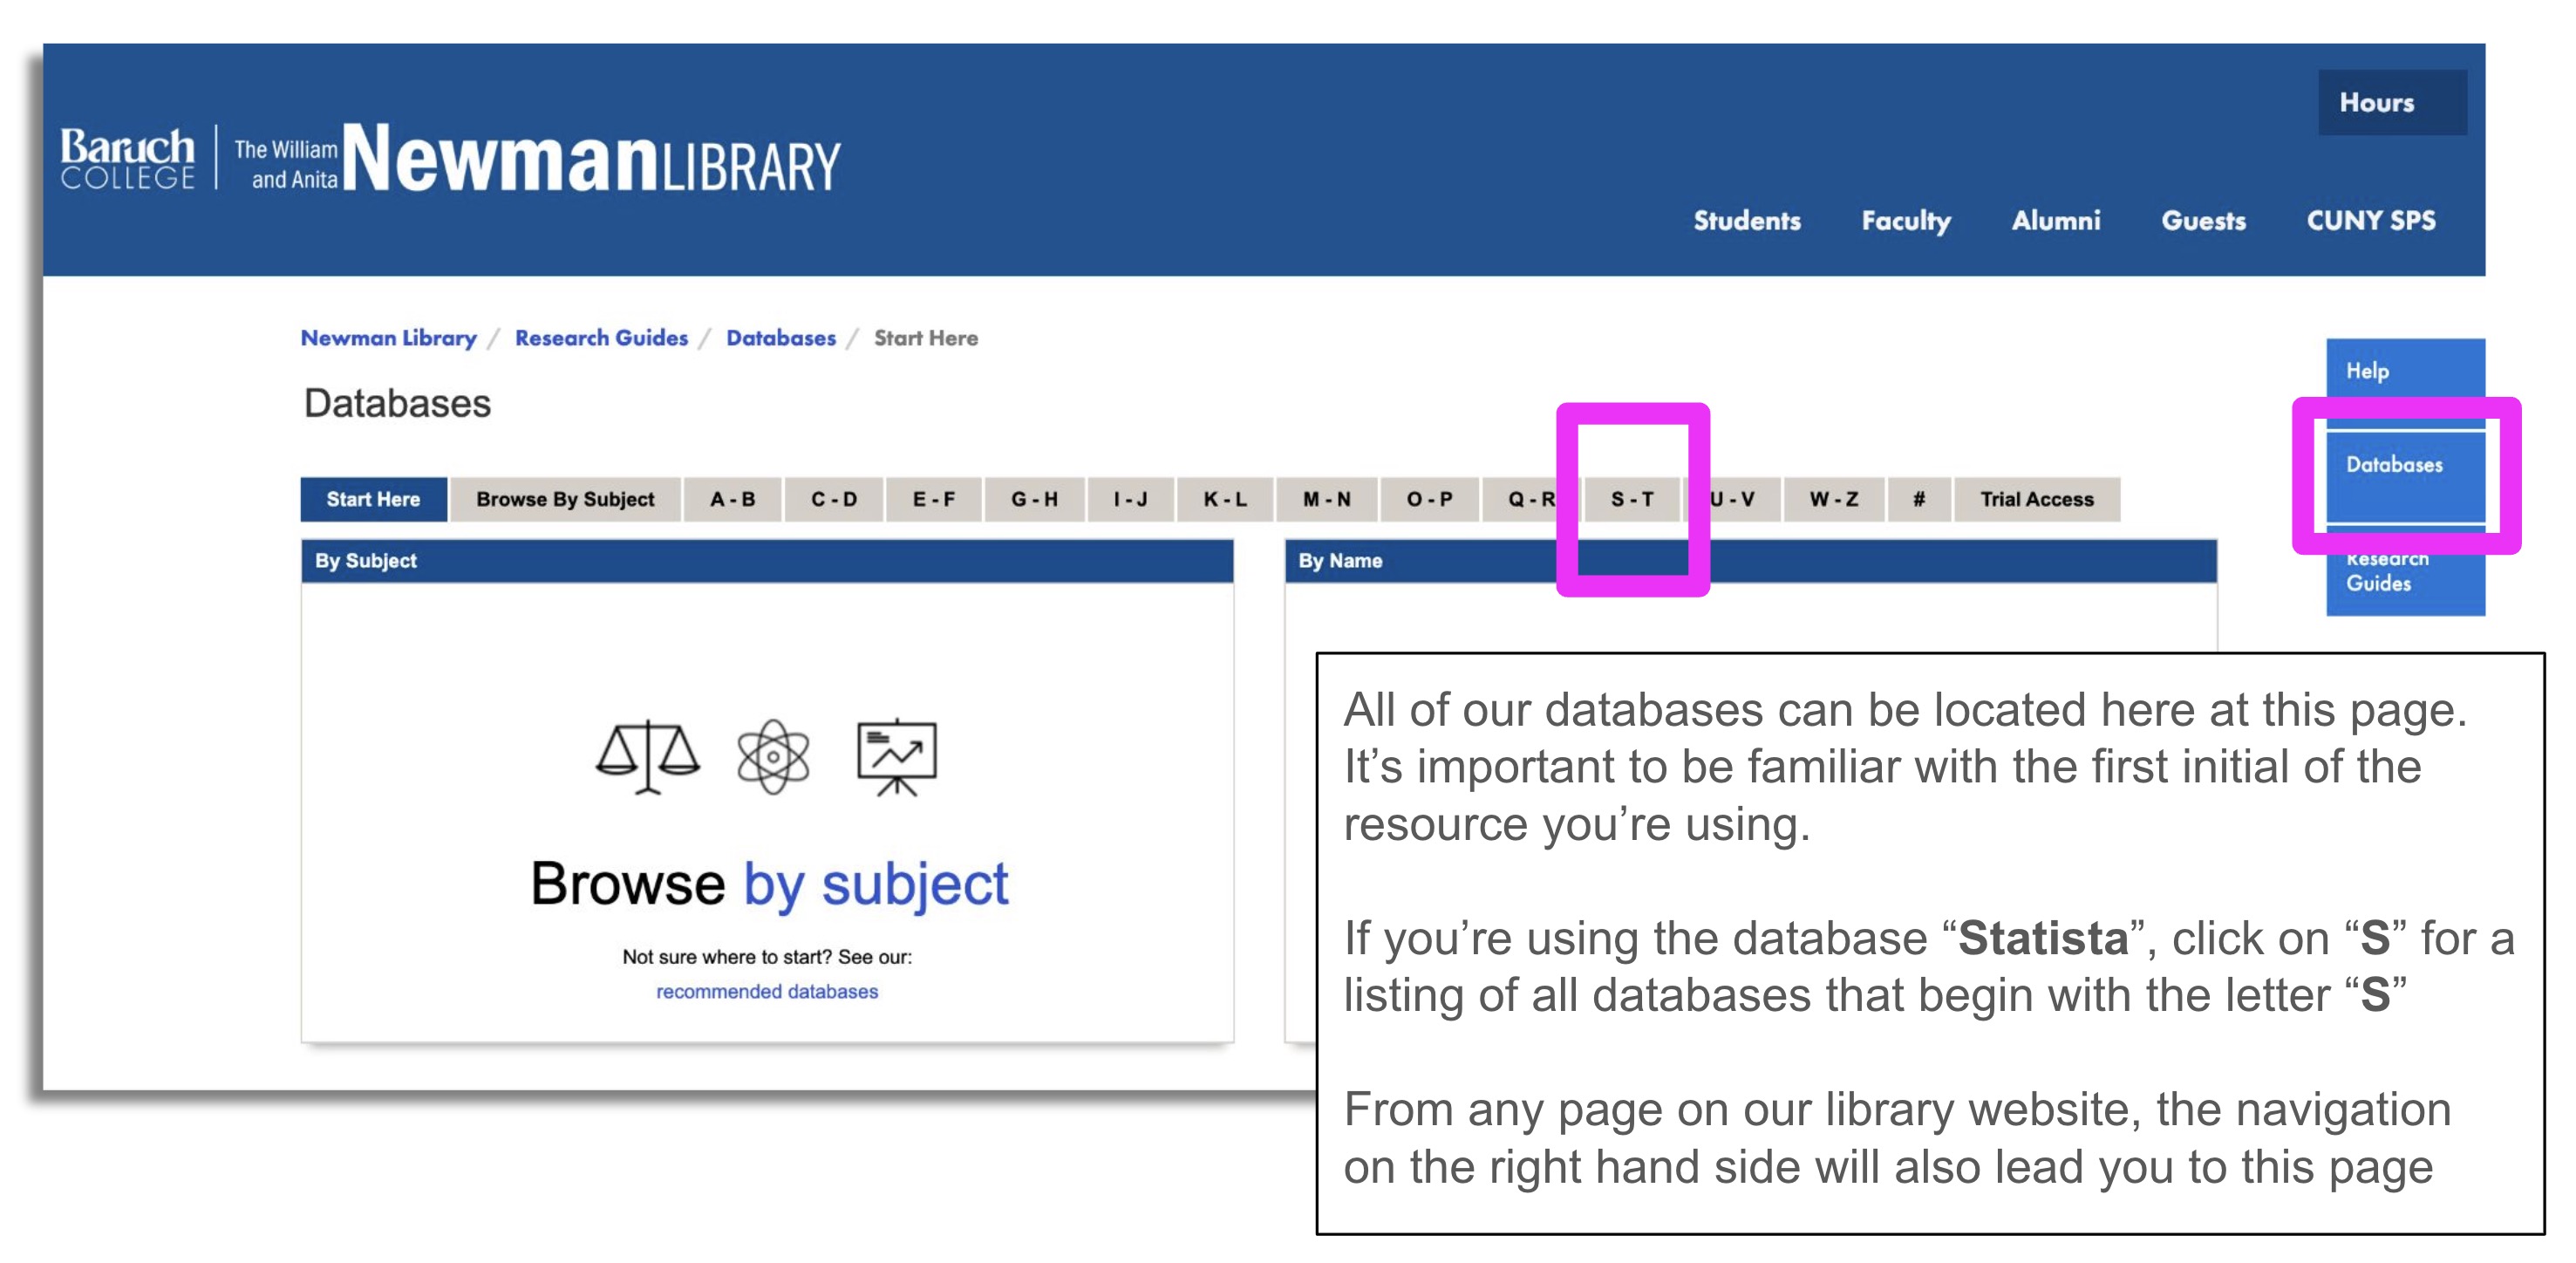 Hours
Baruch
COLLEGE
The William
and Anita
NewmanLIBRARY
Students Faculty Alumni Guests CUNY SPS
Newman Library / Research Guides / Databases / Start Here
Databases
Help
Databases
Research
Guides
Start Here Browse By Subject A - B C - D E - F G - H I - J K - L M - N O - P Q - R S - T U - V W - Z # Trial Access
By Subject
Browse by subject
Not sure where to start? See our:
recommended databases
By Name
All of our databases can be located here at this page.
It’s important to be familiar with the first initial of the
resource you’re using.
If you’re using the database “Statista”, click on “S” for a
listing of all databases that begin with the letter “S”
From any page on our library website, the navigation
on the right hand side will also lead you to this page